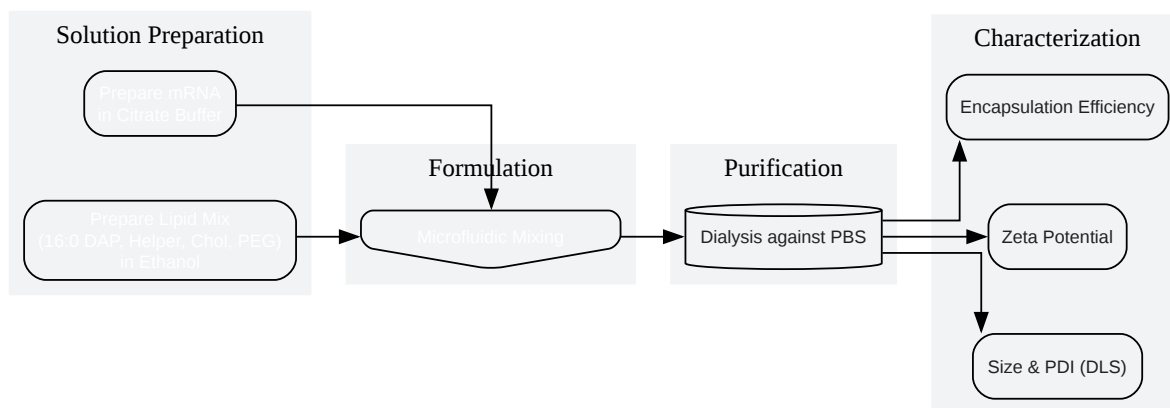 Solution Preparation
Prepare mRNA
in Citrate Buffer
Prepare Lipid Mix
(16:0 DAP, Helper, Chol, PEG)
in Ethanol
Formulation
Microfluidic Mixing
Purification
Dialysis against PBS
Characterization
Encapsulation Efficiency
Zeta Potential
Size & PDI (DLS)